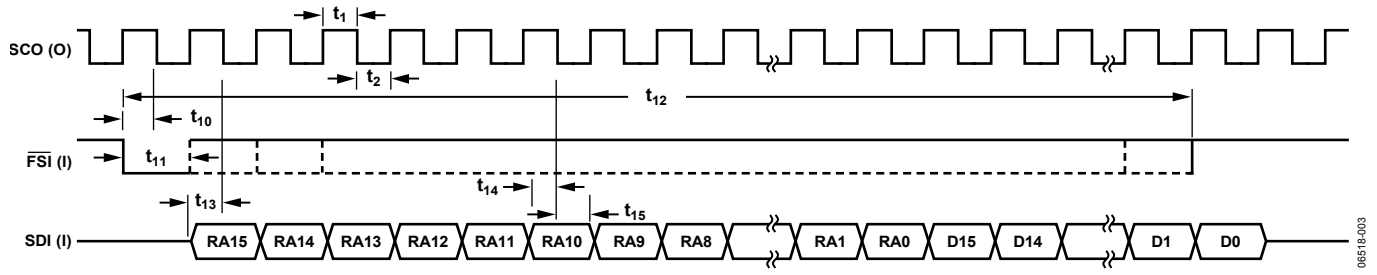 t1
SCO (O)
t2
t12
t10
FSI (I)
t11
t14
t13
t15
SDI (I) RA15 RA14 RA13 RA12 RA11 RA10 RA9 RA8 RA1 RA0 D15 D14 D1 D0
06518-003